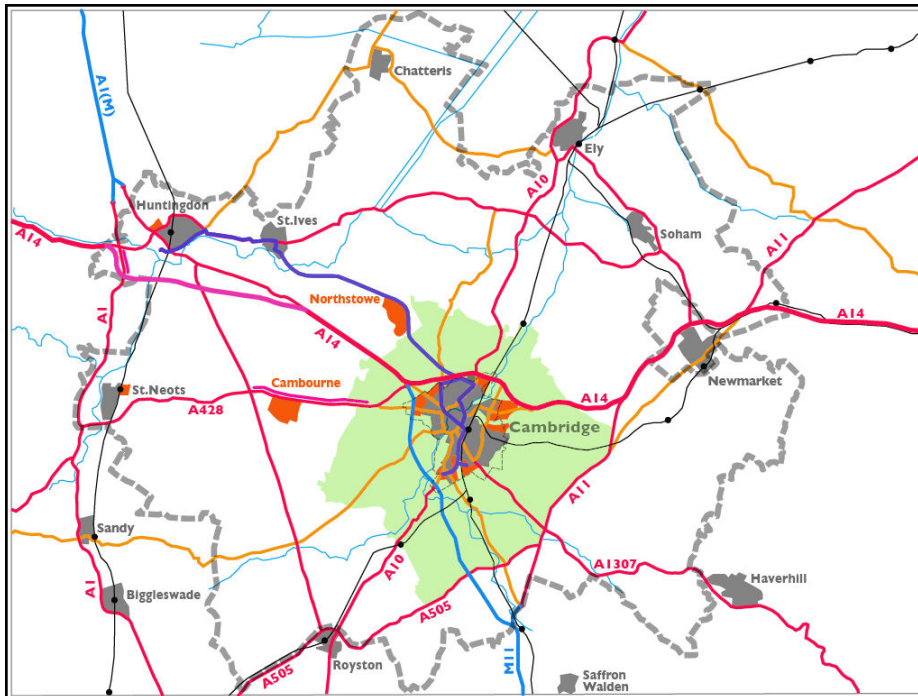 Chatteris
A1(M)
Ely
A10
Huntingdon
St.Ives
Soham
A11
A14
Northstowe
A1
A14
A14
Cambourne
St.Neots
Newmarket
A428
A14
Cambridge
A11
Sandy
A10
A1307
Haverhill
A1
Biggleswade
A505
Royston
A505
M11
Saffron
Walden